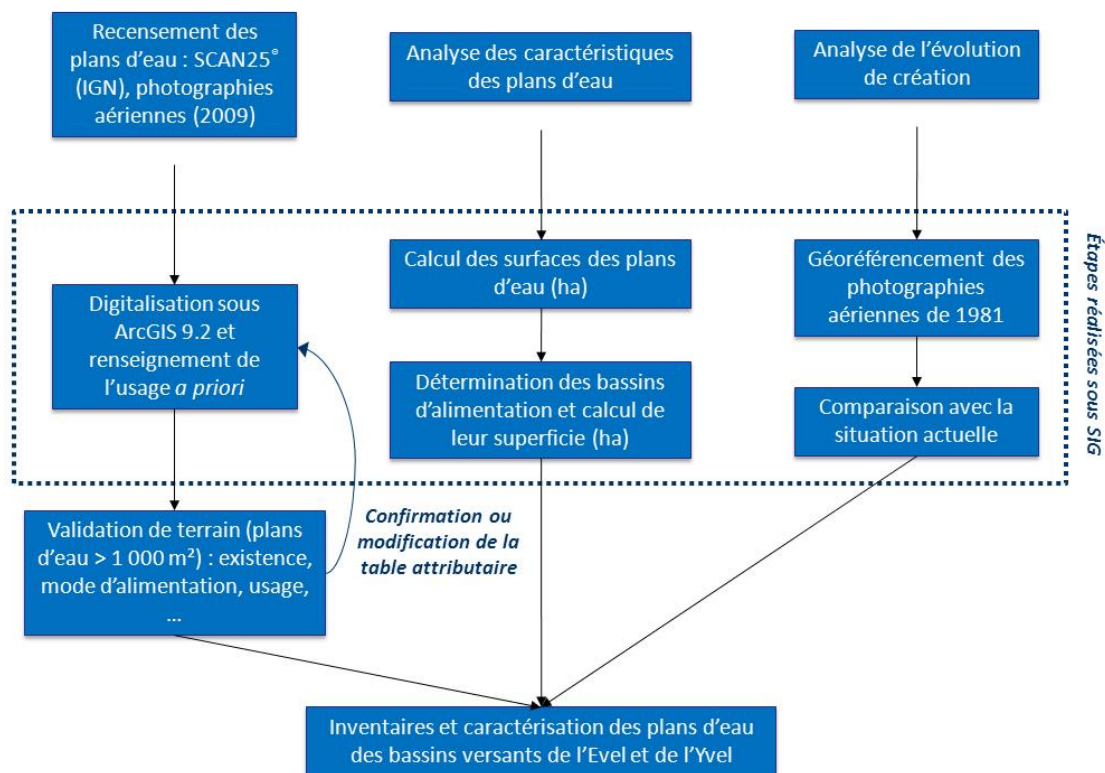 Recensement des
plans d’eau : SCAN25®
(IGN), photographies
aériennes (2009)
Analyse des caractéristiques
des plans d’eau
Analyse de l’évolution
de création
Digitalisation sous
ArcGIS 9.2 et
renseignement de
l’usage a priori
Calcul des surfaces des plans
d’eau (ha)
Détermination des bassins
d’alimentation et calcul de
leur superficie (ha)
Géoréférencement des
photographies
aériennes de 1981
Comparaison avec la
situation actuelle
Étapes réalisées sous SIG
Validation de terrain (plans
d’eau > 1 000 m²) : existence,
mode d’alimentation, usage,
...
Confirmation ou
modification de la
table attributaire
Inventaires et caractérisation des plans d’eau
des bassins versants de l’Evel et de l’Yvel